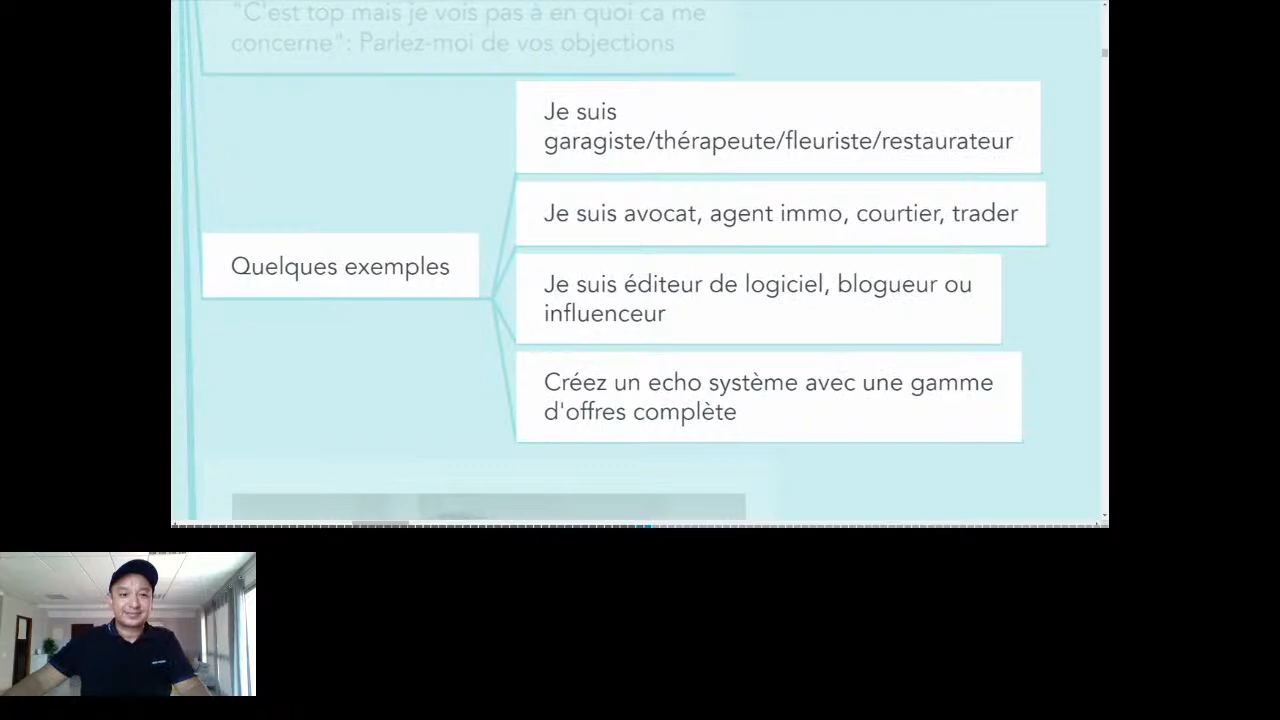 "C'est top mais je vois pas à en quoi ca me
concerne": Parlez-moi de vos objections
Je suis
garagiste/thérapeute/fleuriste/restaurateur
Je suis avocat, agent immo, courtier, trader
Quelques exemples
Je suis éditeur de logiciel, blogueur ou
influenceur
Créez un echo système avec une gamme
d'offres complète